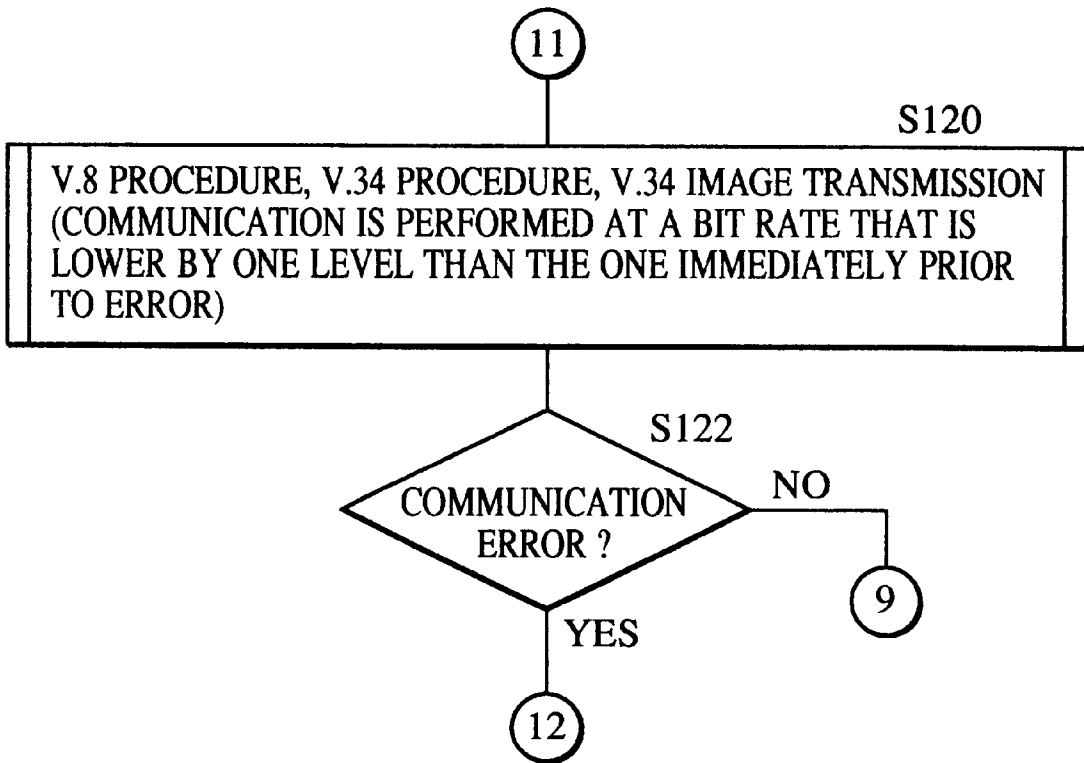 11
S120
V.8 PROCEDURE, V.34 PROCEDURE, V.34 IMAGE TRANSMISSION
(COMMUNICATION IS PERFORMED AT A BIT RATE THAT IS
LOWER BY ONE LEVEL THAN THE ONE IMMEDIATELY PRIOR
TO ERROR)
S122
COMMUNICATION
ERROR ?
NO
9
YES
12